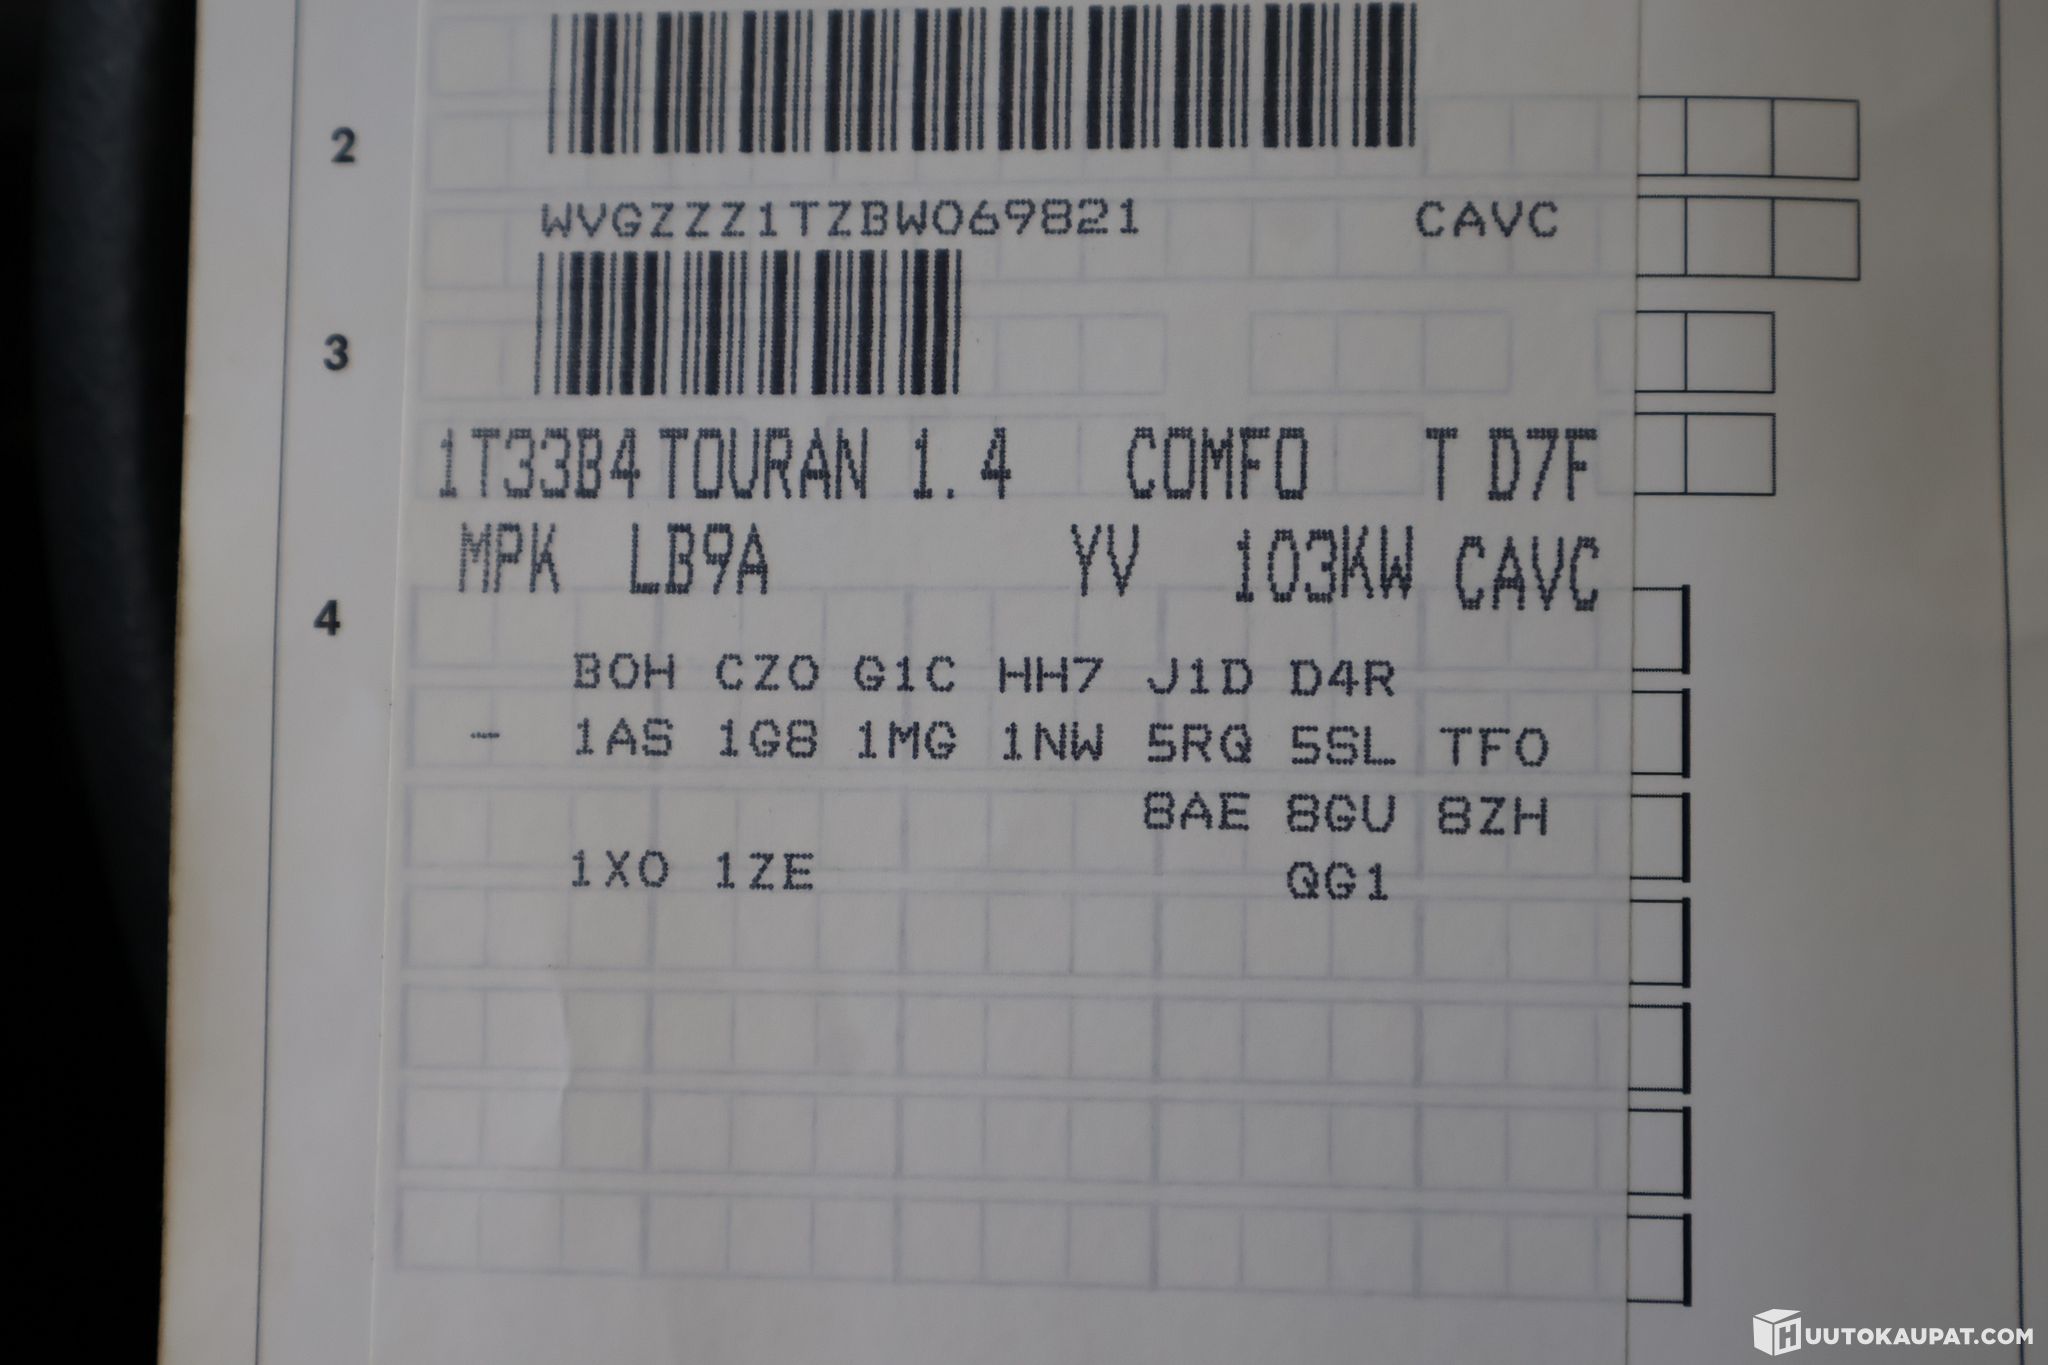 2
WVGZZZ1TZBW069821 CAVC
3
1T33B4 TOURAN 1.4 COMFO T D7F
MPK LB9A YV 103KW CAVC
4
B0H CZ0 G1C HH7 J1D D4R
- 1AS 1G8 1MG 1NW 5RQ 5SL TF0
8AE 8GU 8ZH
1X0 1ZE QG1
HUUTOKAUPAT.COM